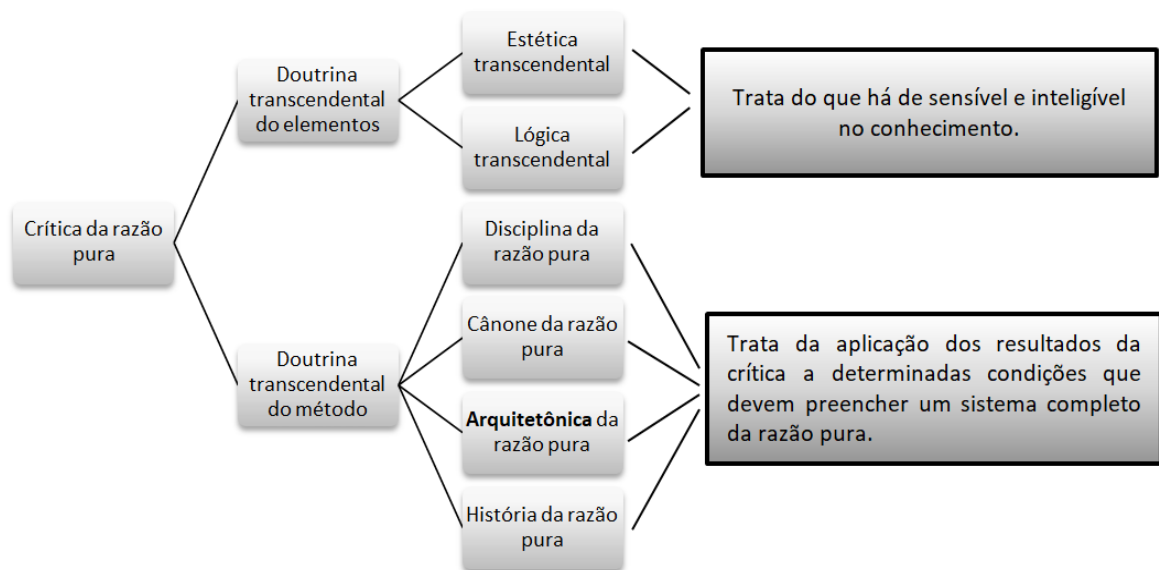 Crítica da razão
pura
Doutrina
transcendental
do elementos
Estética
transcendental
Lógica
transcendental
Trata do que há de sensível e inteligível
no conhecimento.
Doutrina
transcendental
do método
Disciplina da
razão pura
Cânone da razão
pura
Arquitetônica da
razão pura
História da razão
pura
Trata da aplicação dos resultados da
crítica a determinadas condições que
devem preencher um sistema completo
da razão pura.